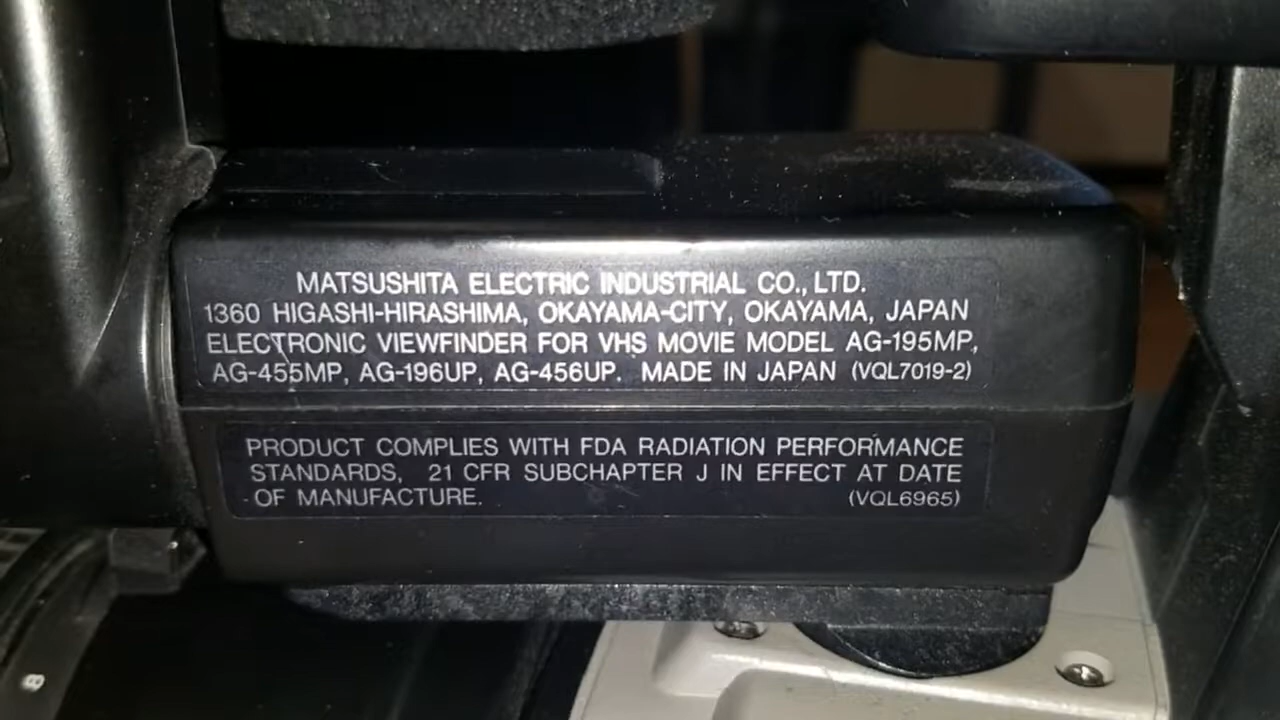 MATSUSHITA ELECTRIC INDUSTRIAL CO., LTD.
1360 HIGASHI-HIRASHIMA, OKAYAMA-CITY, OKAYAMA, JAPAN
ELECTRONIC VIEWFINDER FOR VHS MOVIE MODEL AG-195MP,
AG-455MP, AG-196UP, AG-456UP. MADE IN JAPAN (VQL7019-2)
PRODUCT COMPLIES WITH FDA RADIATION PERFORMANCE
STANDARDS, 21 CFR SUBCHAPTER J IN EFFECT AT DATE
OF MANUFACTURE. (VQL6965)
8